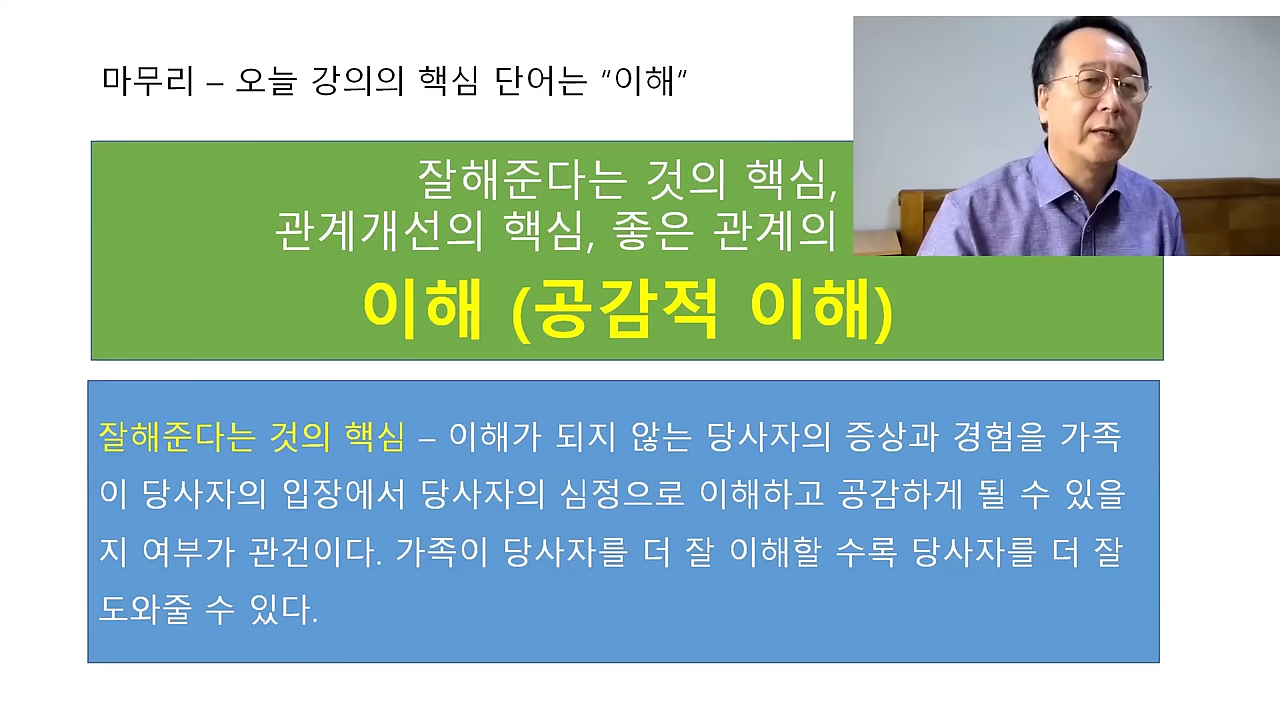 마무리 – 오늘 강의의 핵심 단어는 “이해“
잘해준다는 것의 핵심,
관계개선의 핵심, 좋은 관계의
이해 (공감적 이해)
잘해준다는 것의 핵심 – 이해가 되지 않는 당사자의 증상과 경험을 가족
이 당사자의 입장에서 당사자의 심정으로 이해하고 공감하게 될 수 있을
지 여부가 관건이다. 가족이 당사자를 더 잘 이해할 수록 당사자를 더 잘
도와줄 수 있다.